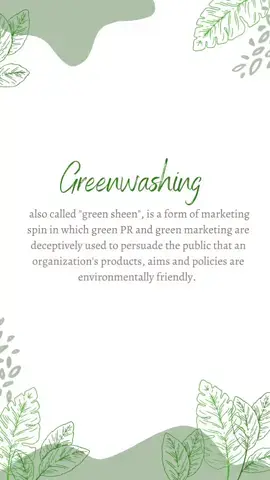 Greenwashing
also called "green sheen", is a form of marketing
spin in which green PR and green marketing are
deceptively used to persuade the public that an
organization's products, aims and policies are
environmentally friendly.